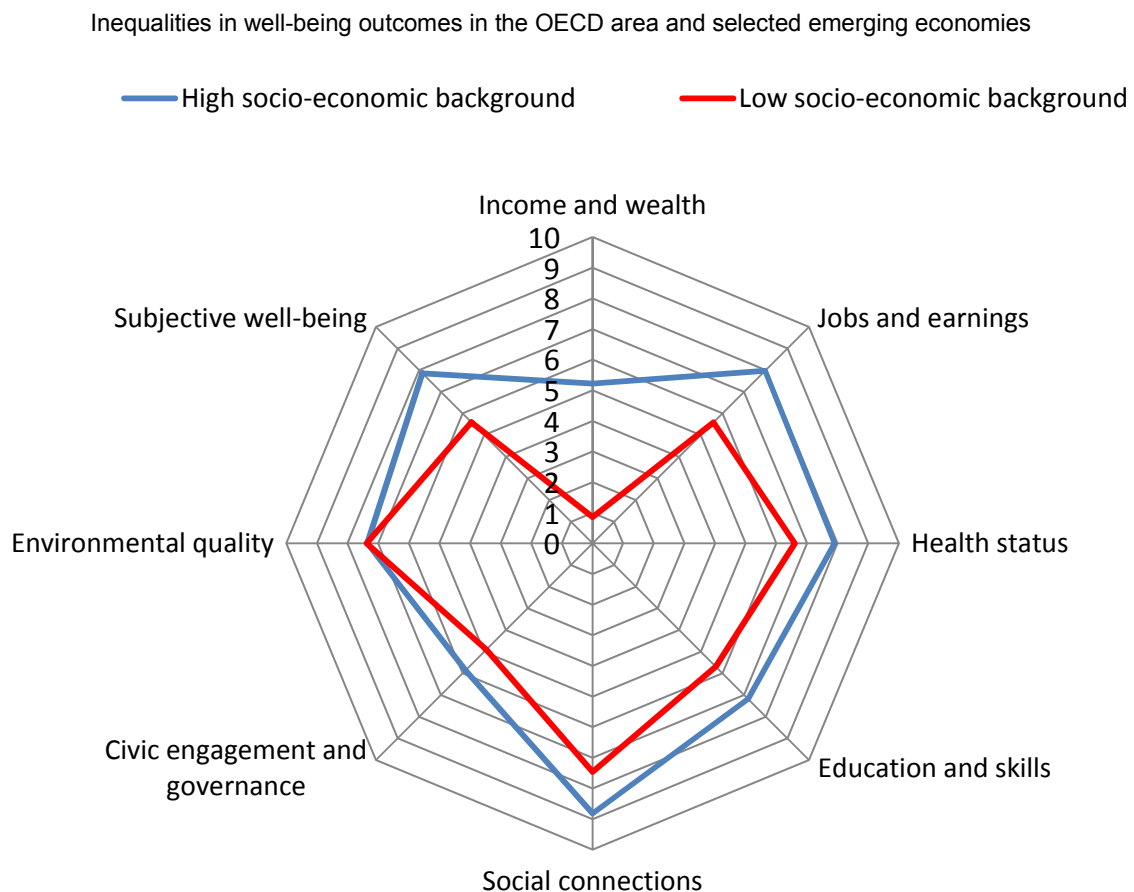 Inequalities in well-being outcomes in the OECD area and selected emerging economies
High socio-economic background
Low socio-economic background
Income and wealth
10
9
8
7
6
5
4
3
2
1
0
Subjective well-being
Jobs and earnings
Environmental quality
Health status
Civic engagement and
governance
Education and skills
Social connections